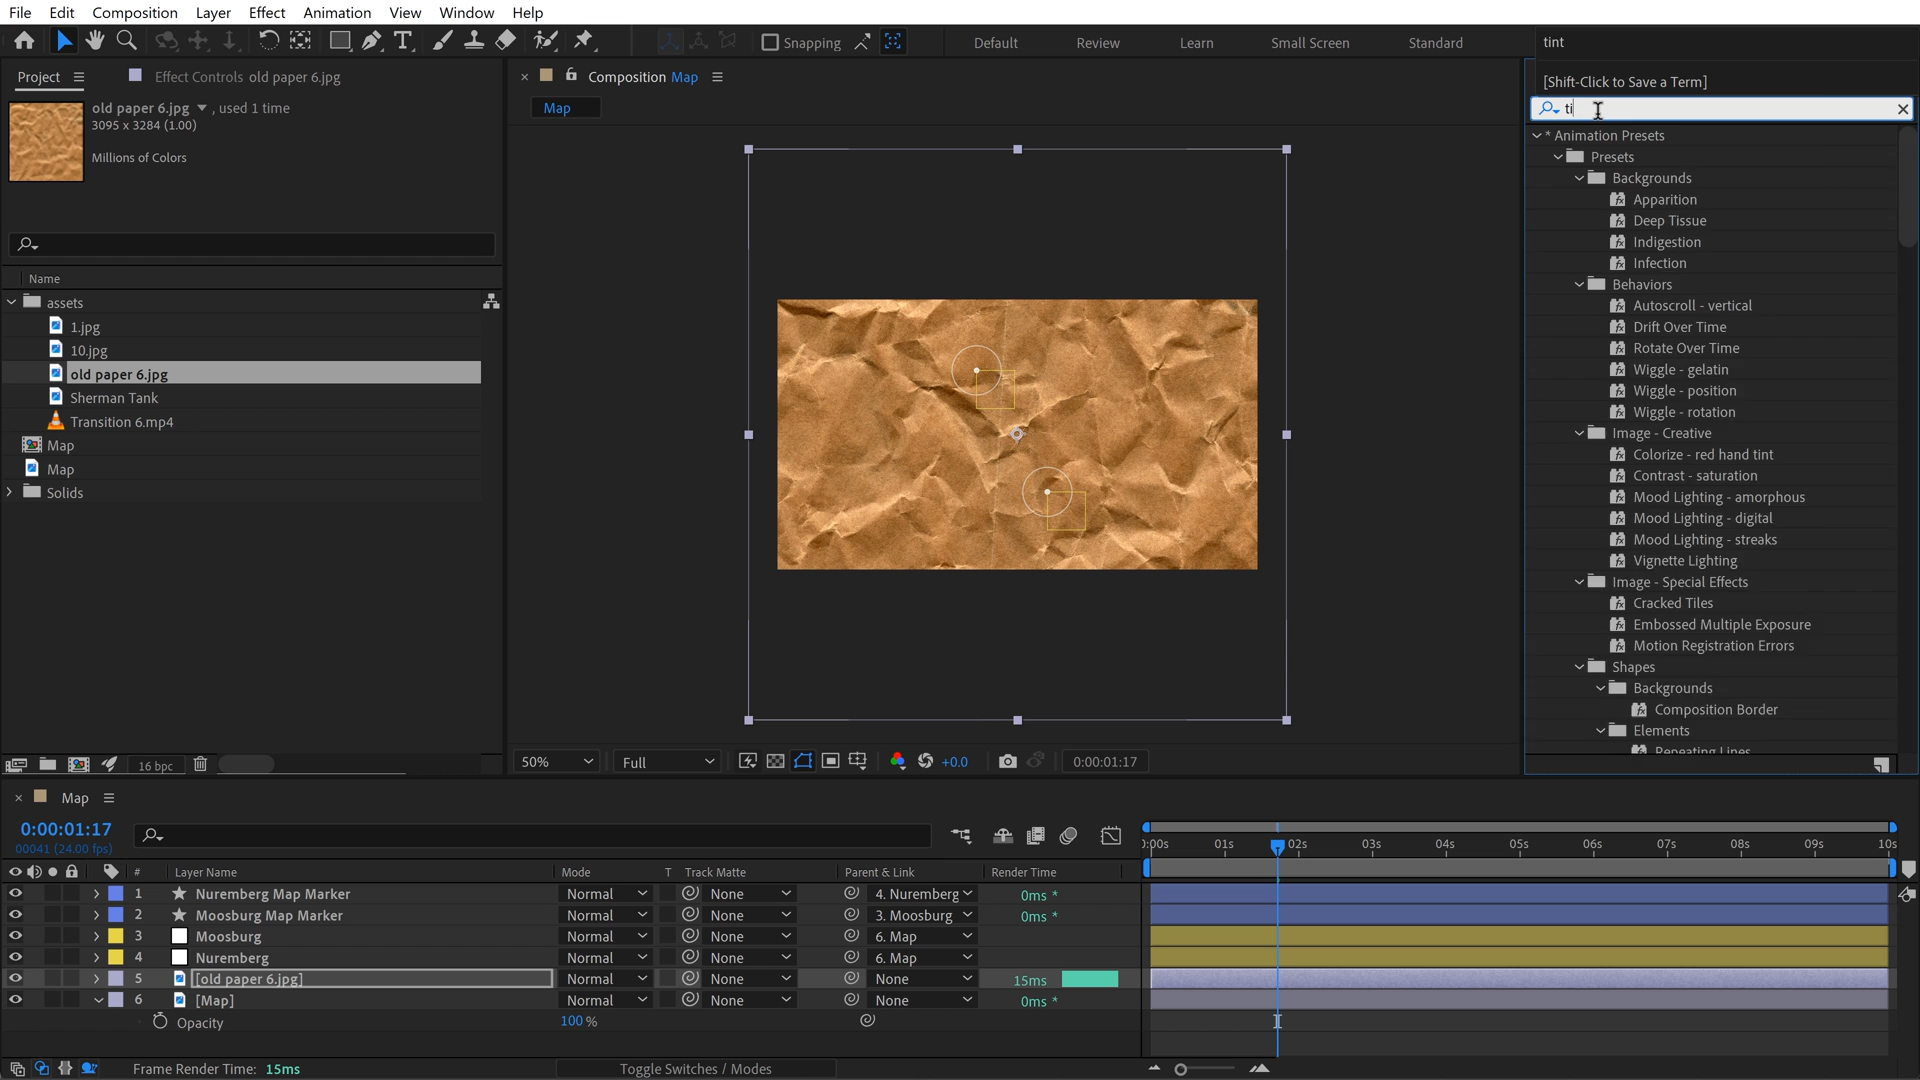 File Edit Composition Layer Effect Animation View Window Help
Snapping
Default Review Learn Small Screen Standard
tint
[Shift-Click to Save a Term]
ti
Project
Effect Controls old paper 6.jpg
old paper 6.jpg , used 1 time
3095 x 3284 (1.00)
Millions of Colors
Name
assets
1.jpg
10.jpg
old paper 6.jpg
Sherman Tank
Transition 6.mp4
Map
Map
Solids
16 bpc
Composition Map
Map
50% Full +0.0 0:00:01:17
* Animation Presets
Presets
Backgrounds
Apparition
Deep Tissue
Indigestion
Infection
Behaviors
Autoscroll - vertical
Drift Over Time
Rotate Over Time
Wiggle - gelatin
Wiggle - position
Wiggle - rotation
Image - Creative
Colorize - red hand tint
Contrast - saturation
Mood Lighting - amorphous
Mood Lighting - digital
Mood Lighting - streaks
Vignette Lighting
Image - Special Effects
Cracked Tiles
Embossed Multiple Exposure
Motion Registration Errors
Shapes
Backgrounds
Composition Border
Elements
Repeating Lines
Map
0:00:01:17
00041 (24.00 fps)
:00s 01s 02s 03s 04s 05s 06s 07s 08s 09s 10s
# Layer Name Mode T Track Matte Parent & Link Render Time
1 Nuremberg Map Marker Normal None 4. Nuremberg 0ms *
2 Moosburg Map Marker Normal None 3. Moosburg 0ms *
3 Moosburg Normal None 6. Map
4 Nuremberg Normal None 6. Map
5 [old paper 6.jpg] Normal None None 15ms
6 [Map] Normal None None 0ms *
Opacity 100 %
Frame Render Time: 15ms Toggle Switches / Modes